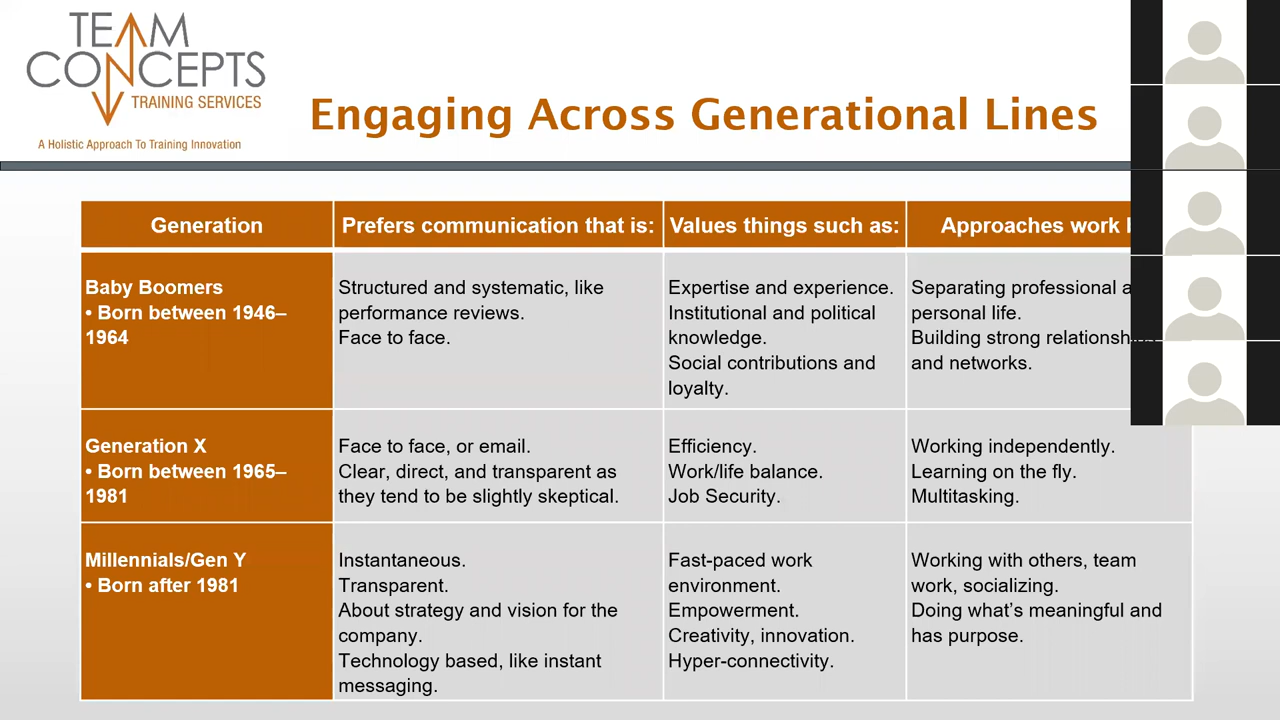 TEAM
CONCEPTS
TRAINING SERVICES
A Holistic Approach To Training Innovation
Engaging Across Generational Lines
Generation
Prefers communication that is:
Values things such as:
Approaches work
Baby Boomers
• Born between 1946–
1964
Structured and systematic, like
performance reviews.
Face to face.
Expertise and experience.
Institutional and political
knowledge.
Social contributions and
loyalty.
Separating professional
personal life.
Building strong relationships
and networks.
Generation X
• Born between 1965–
1981
Face to face, or email.
Clear, direct, and transparent as
they tend to be slightly skeptical.
Efficiency.
Work/life balance.
Job Security.
Working independently.
Learning on the fly.
Multitasking.
Millennials/Gen Y
• Born after 1981
Instantaneous.
Transparent.
About strategy and vision for the
company.
Technology based, like instant
messaging.
Fast-paced work
environment.
Empowerment.
Creativity, innovation.
Hyper-connectivity.
Working with others, team
work, socializing.
Doing what’s meaningful and
has purpose.